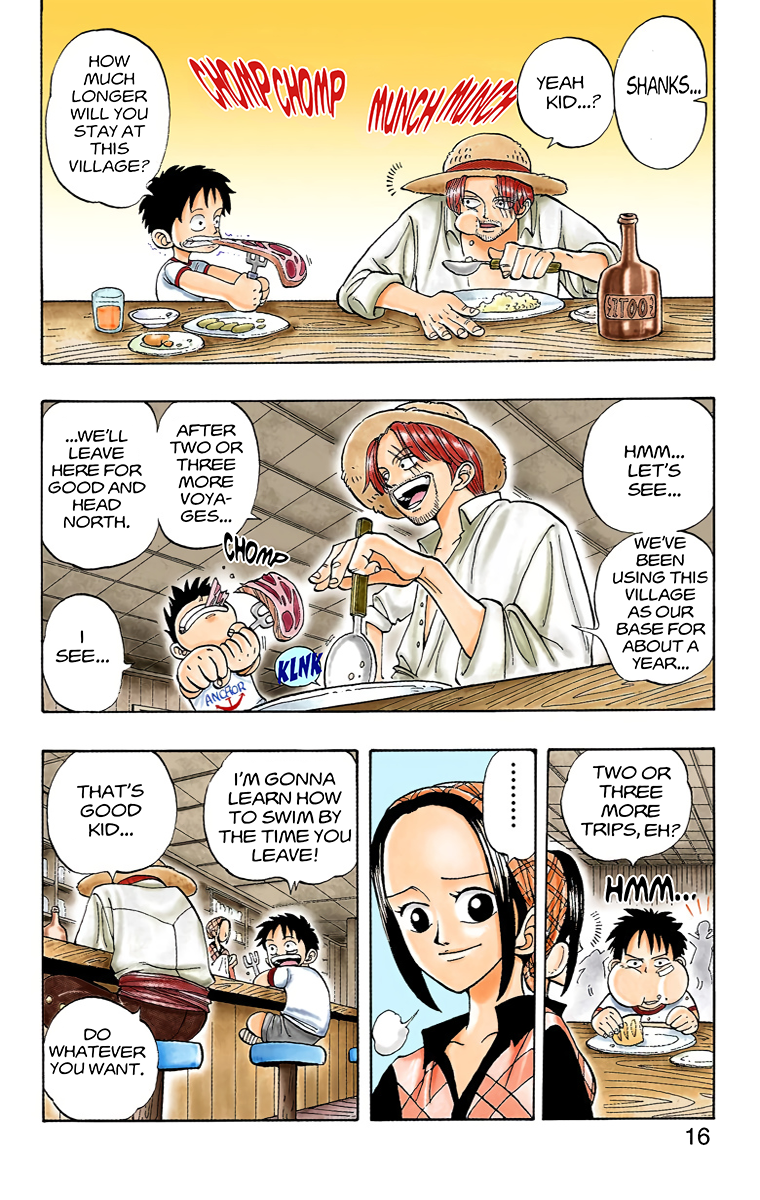 SHANKS...
YEAH
KID...?
MUNCH MUNCH
CHOMP CHOMP
HOW
MUCH
LONGER
WILL YOU
STAY AT
THIS
VILLAGE?
HMM...
LET'S
SEE...
WE'VE
BEEN
USING THIS
VILLAGE
AS OUR
BASE FOR
ABOUT A
YEAR...
AFTER
TWO OR
THREE
MORE
VOYA-
GES...
...WE'LL
LEAVE
HERE FOR
GOOD AND
HEAD
NORTH.
CHOMP
KLNK
I
SEE...
ANCHOR
TWO OR
THREE
MORE
TRIPS, EH?
HMM...
.........
I'M GONNA
LEARN HOW
TO SWIM BY
THE TIME YOU
LEAVE!
THAT'S
GOOD
KID...
DO
WHATEVER
YOU WANT.
16